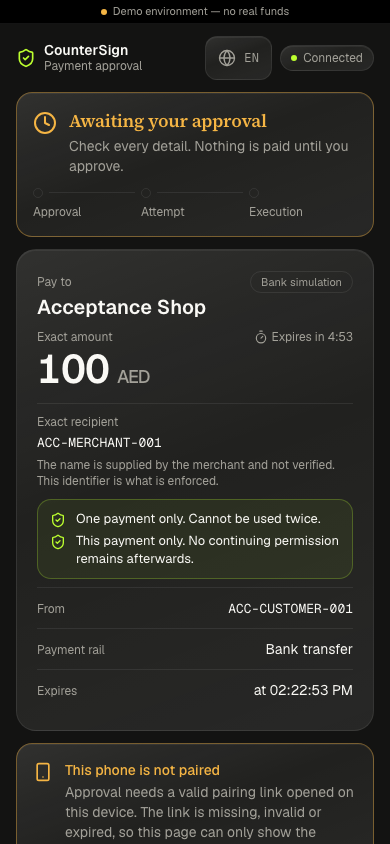 Demo environment — no real funds
CounterSign
Payment approval
EN
Connected
Awaiting your approval
Check every detail. Nothing is paid until you
approve.
Approval
Attempt
Execution
Pay to
Bank simulation
Acceptance Shop
Exact amount
Expires in 4:53
100 AED
Exact recipient
ACC-MERCHANT-001
The name is supplied by the merchant and not verified.
This identifier is what is enforced.
One payment only. Cannot be used twice.
This payment only. No continuing permission
remains afterwards.
From
ACC-CUSTOMER-001
Payment rail
Bank transfer
Expires
at 02:22:53 PM
This phone is not paired
Approval needs a valid pairing link opened on
this device. The link is missing, invalid or
expired, so this page can only show the